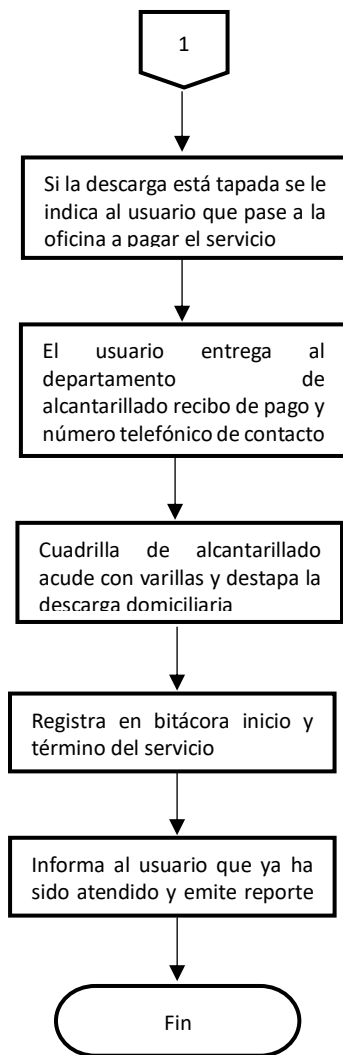 1
Si la descarga está tapada se le
indica al usuario que pase a la
oficina a pagar el servicio
El usuario entrega al
departamento de
alcantarillado recibo de pago y
número telefónico de contacto
Cuadrilla de alcantarillado
acude con varillas y destapa la
descarga domiciliaria
Registra en bitácora inicio y
término del servicio
Informa al usuario que ya ha
sido atendido y emite reporte
Fin